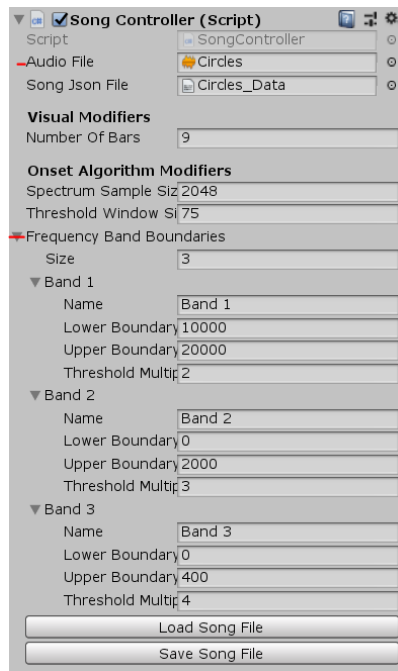 Song Controller (Script)
Script SongController
Audio File Circles
Song Json File Circles_Data
Visual Modifiers
Number Of Bars 9
Onset Algorithm Modifiers
Spectrum Sample Siz 2048
Threshold Window Si 75
Frequency Band Boundaries
Size 3
Band 1
Name Band 1
Lower Boundary 10000
Upper Boundary 20000
Threshold Multip 2
Band 2
Name Band 2
Lower Boundary 0
Upper Boundary 2000
Threshold Multip 3
Band 3
Name Band 3
Lower Boundary 0
Upper Boundary 400
Threshold Multip 4
Load Song File
Save Song File